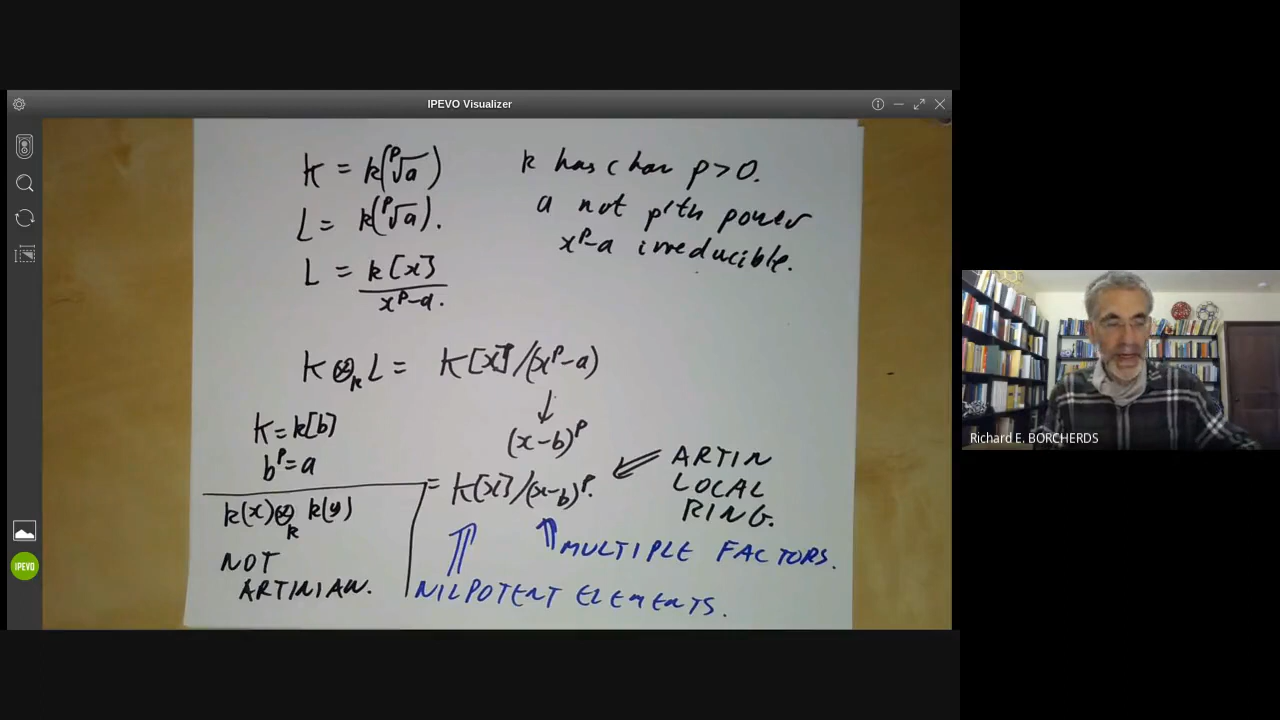 IPEVO Visualizer
K = k(ᵖ√a)
k has char p>0.
L = k(ᵖ√a).
a not p'th power
xᵖ-a irreducible.
L = k[x] / xᵖ-a.
K ⊗ₖ L = K[x]/(xᵖ-a)
↓
K = k[b]
(x-b)ᵖ
bᵖ = a
= K[x]/(x-b)ᵖ.
ARTIN
LOCAL
RING.
k(x) ⊗ₖ k(y)
NOT
ARTINIAN.
MULTIPLE FACTORS.
NILPOTENT ELEMENTS.
IPEVO
Richard E. BORCHERDS